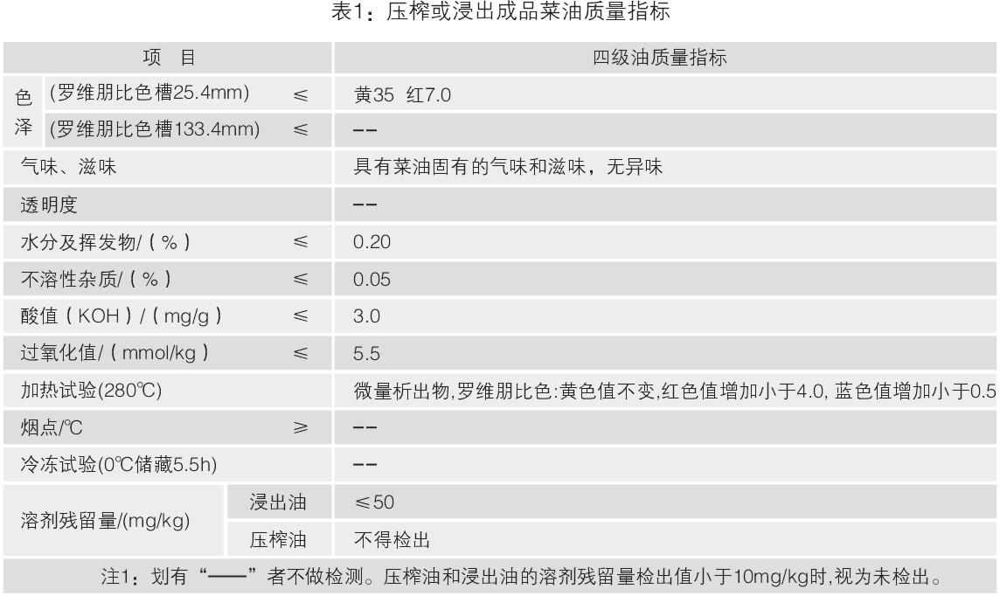 表1：压榨或浸出成品菜油质量指标
项 目 四级油质量指标
色泽 (罗维朋比色槽25.4mm) ≤ 黄35 红7.0
(罗维朋比色槽133.4mm) ≤ --
气味、滋味 具有菜油固有的气味和滋味，无异味
透明度 --
水分及挥发物/（%） ≤ 0.20
不溶性杂质/（%） ≤ 0.05
酸值（KOH）/（mg/g） ≤ 3.0
过氧化值/（mmol/kg） ≤ 5.5
加热试验(280℃) 微量析出物,罗维朋比色:黄色值不变,红色值增加小于4.0, 蓝色值增加小于0.5
烟点/℃ ≥ --
冷冻试验(0℃储藏5.5h) --
溶剂残留量/(mg/kg) 浸出油 ≤50
压榨油 不得检出
注1：划有“——”者不做检测。压榨油和浸出油的溶剂残留量检出值小于10mg/kg时,视为未检出。